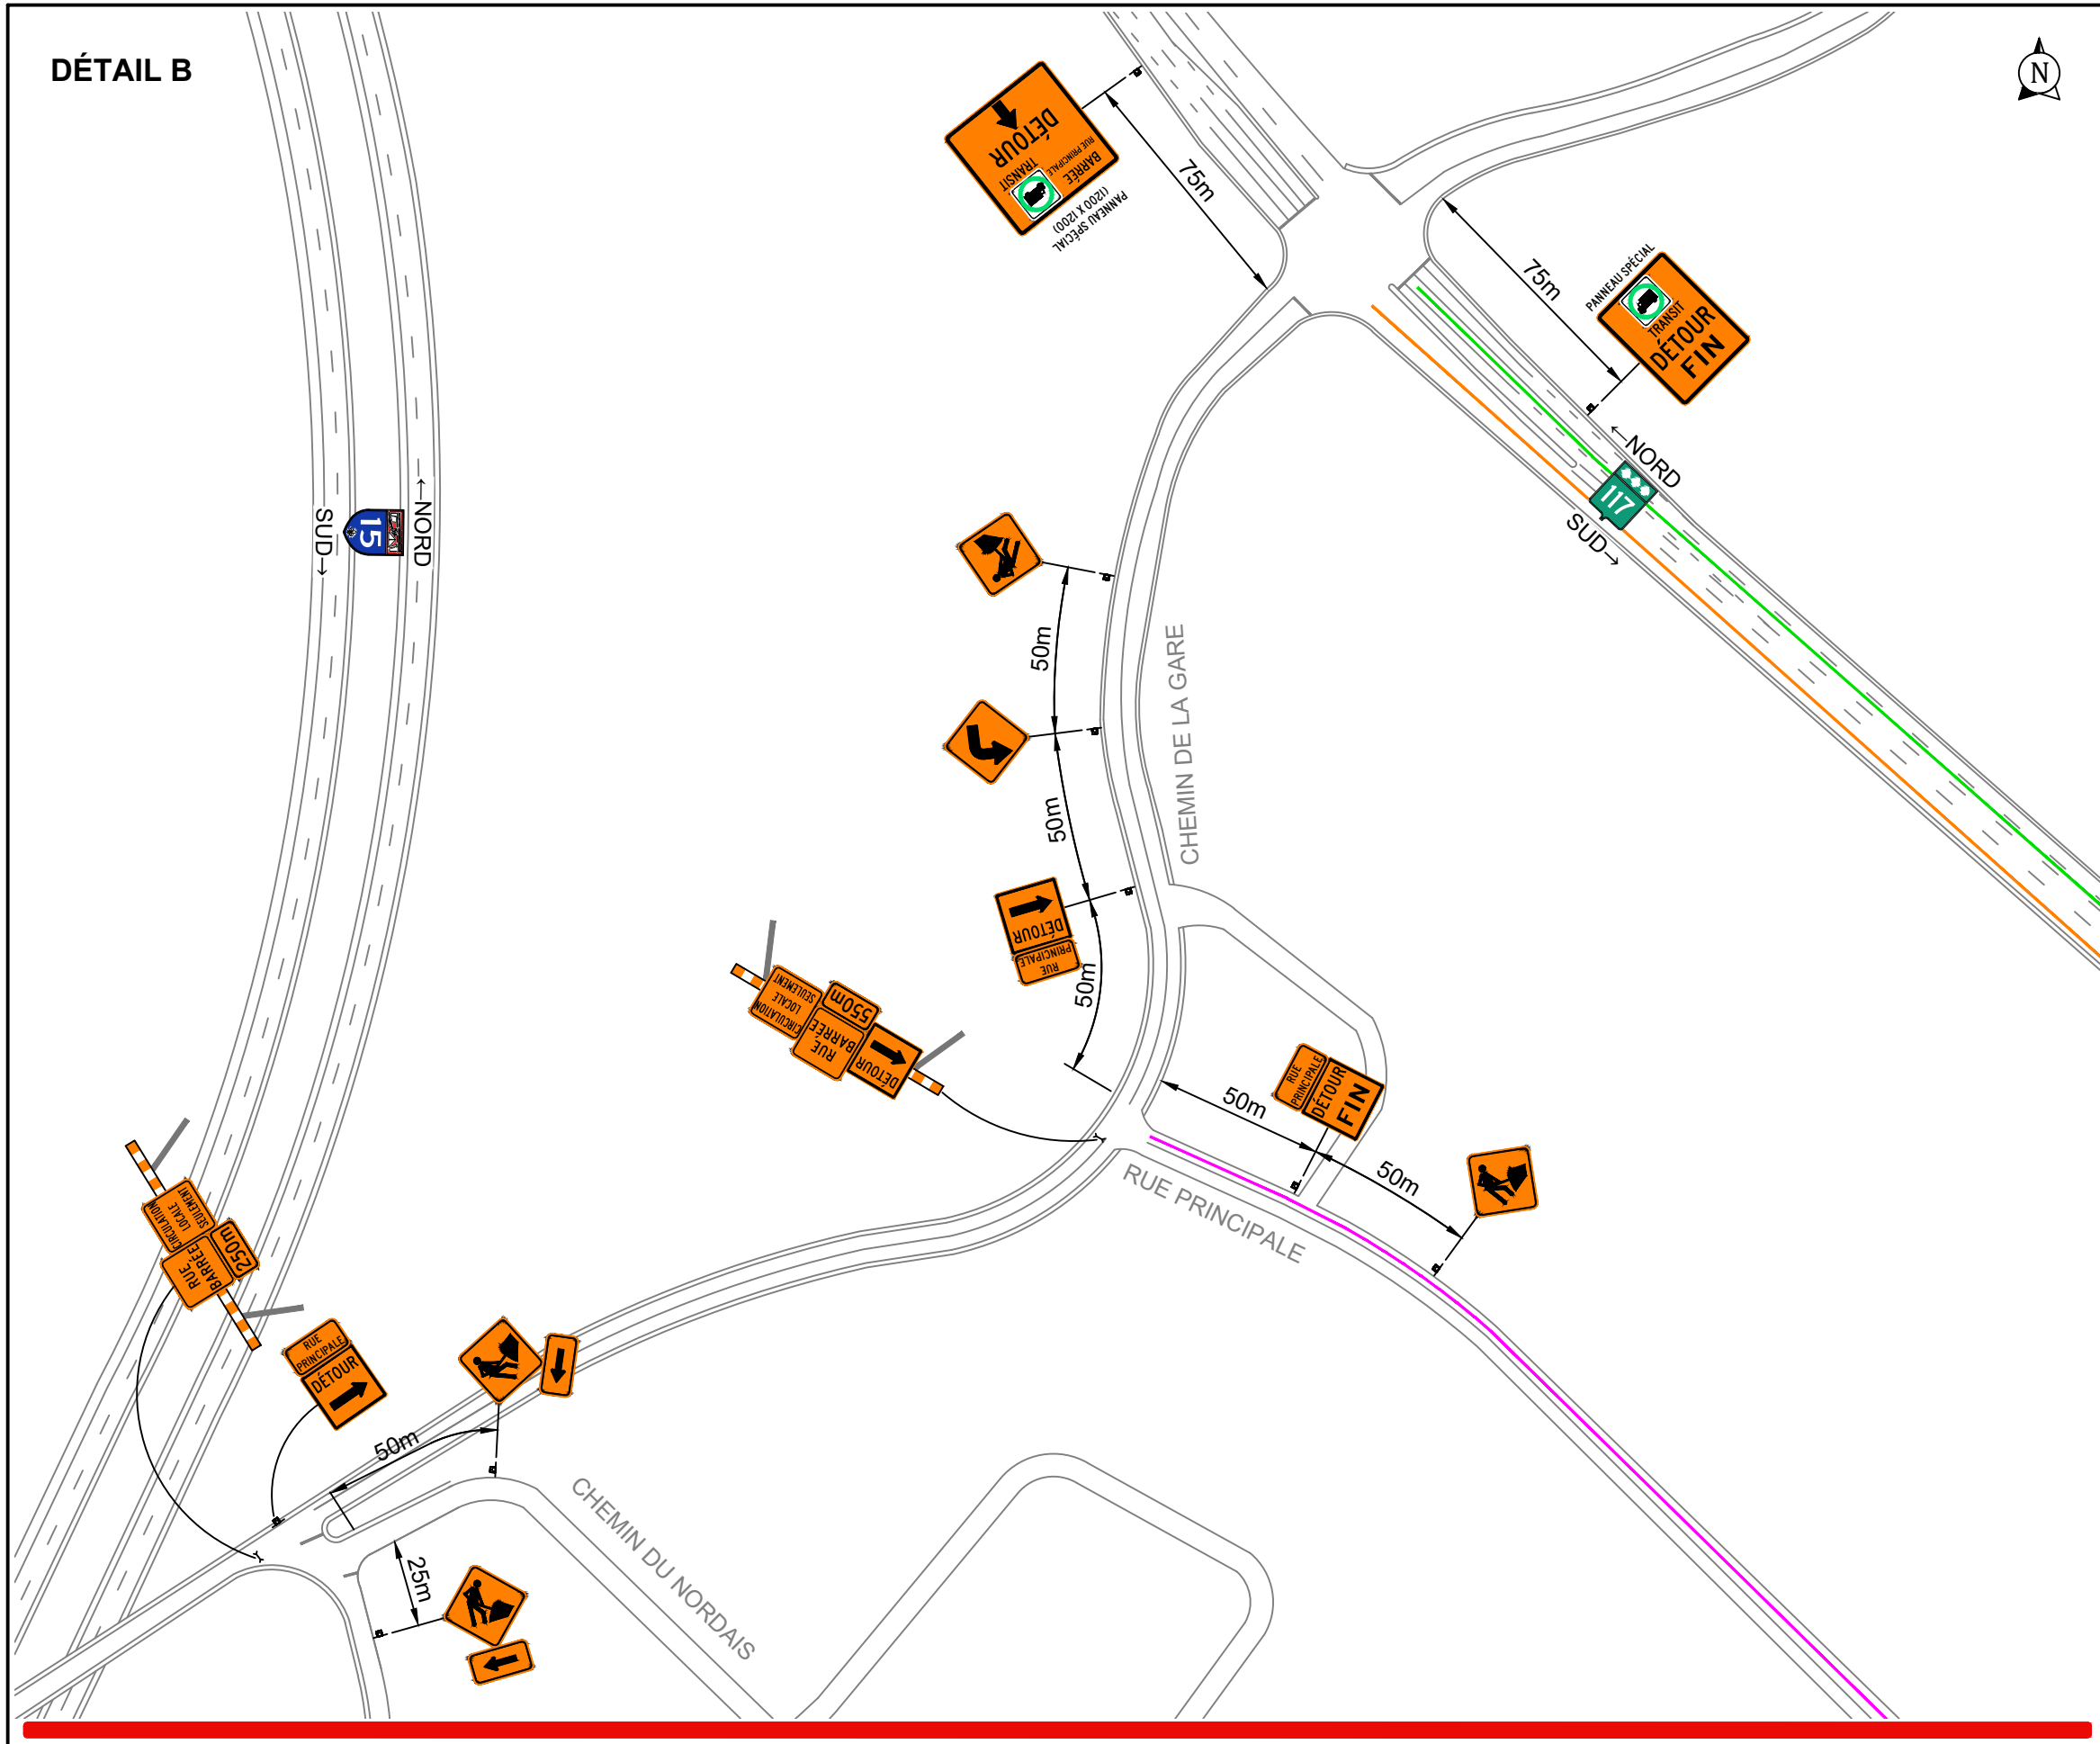 DÉTAIL B
N
DÉTOUR
TRANSIT
RUE PRINCIPALE
BARRÉE
PANNEAU SPÉCIAL
(1200 X 1200)
75m
75m
PANNEAU SPÉCIAL
TRANSIT
DÉTOUR
FIN
←NORD
117
SUD→
←NORD
15
SUD→
50m
CHEMIN DE LA GARE
50m
DÉTOUR
RUE
PRINCIPALE
50m
CIRCULATION
LOCALE
SEULEMENT
550m
RUE
BARRÉE
DÉTOUR
50m
RUE
PRINCIPALE
DÉTOUR
FIN
50m
RUE PRINCIPALE
CIRCULATION
LOCALE
SEULEMENT
250m
RUE
BARRÉE
RUE
PRINCIPALE
DÉTOUR
50m
CHEMIN DU NORDAIS
25m